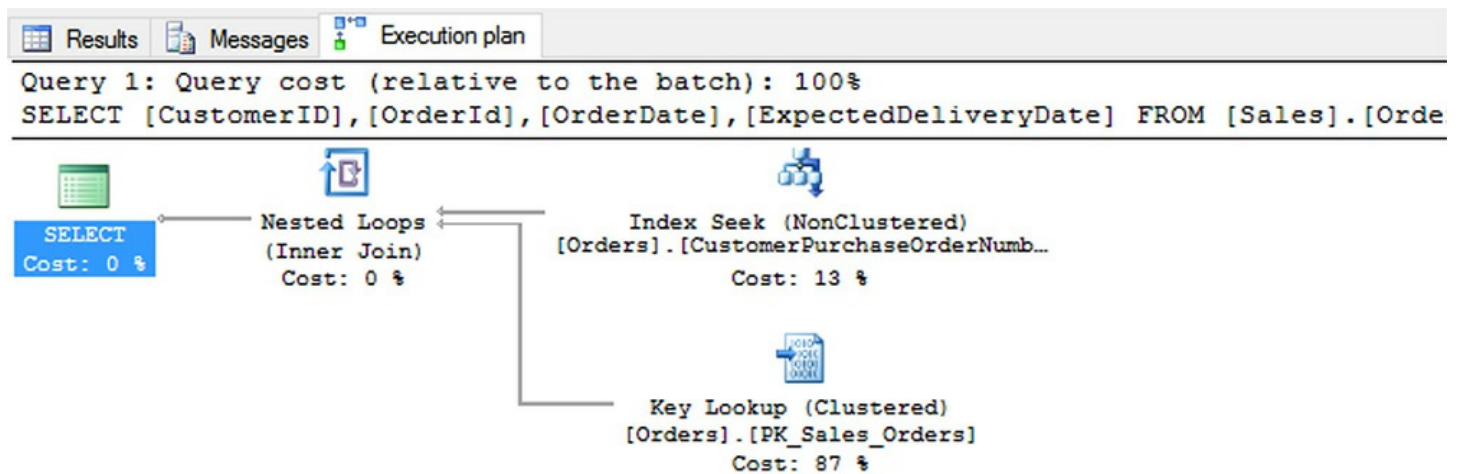 Results Messages Execution plan
Query 1: Query cost (relative to the batch): 100%
SELECT [CustomerID],[OrderId],[OrderDate],[ExpectedDeliveryDate] FROM [Sales].[Orde
SELECT
Cost: 0 %
Nested Loops
(Inner Join)
Cost: 0 %
Index Seek (NonClustered)
[Orders].[CustomerPurchaseOrderNumb...
Cost: 13 %
Key Lookup (Clustered)
[Orders].[PK_Sales_Orders]
Cost: 87 %